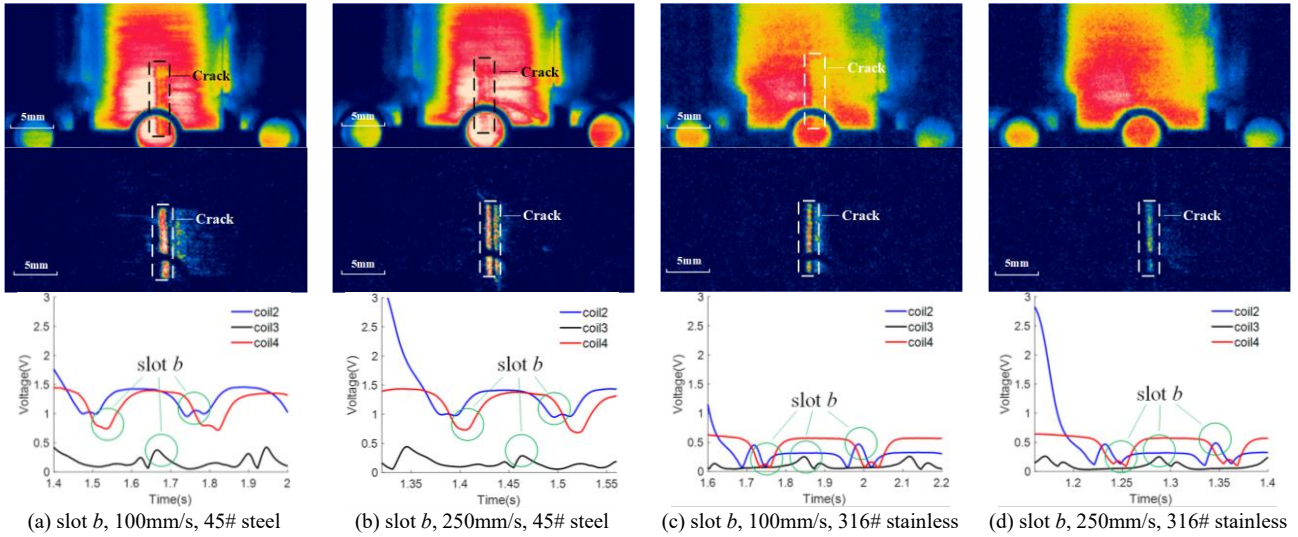 Crack
5mm
Crack
5mm
Crack
5mm
5mm
Crack
5mm
Crack
5mm
Crack
5mm
Crack
5mm
3
2.5
2
1.5
1
0.5
0
Voltage(V)
coil2
coil3
coil4
slot b
1.4 1.5 1.6 1.7 1.8 1.9 2
Time(s)
3
2.5
2
1.5
1
0.5
0
Voltage(V)
coil2
coil3
coil4
slot b
1.35 1.4 1.45 1.5 1.55
Time(s)
3
2.5
2
1.5
1
0.5
0
Voltage(V)
coil2
coil3
coil4
slot b
1.6 1.7 1.8 1.9 2 2.1 2.2
Time(s)
3
2.5
2
1.5
1
0.5
0
Voltage(V)
coil2
coil3
coil4
slot b
1.2 1.25 1.3 1.35 1.4
Time(s)
(a) slot b, 100mm/s, 45# steel
(b) slot b, 250mm/s, 45# steel
(c) slot b, 100mm/s, 316# stainless
(d) slot b, 250mm/s, 316# stainless